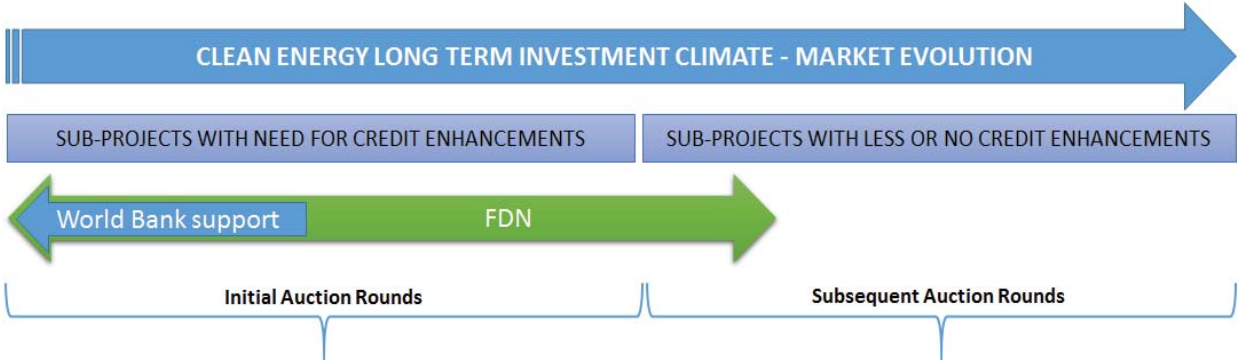 CLEAN ENERGY LONG TERM INVESTMENT CLIMATE - MARKET EVOLUTION
SUB-PROJECTS WITH NEED FOR CREDIT ENHANCEMENTS
SUB-PROJECTS WITH LESS OR NO CREDIT ENHANCEMENTS
World Bank support
FDN
Initial Auction Rounds
Subsequent Auction Rounds